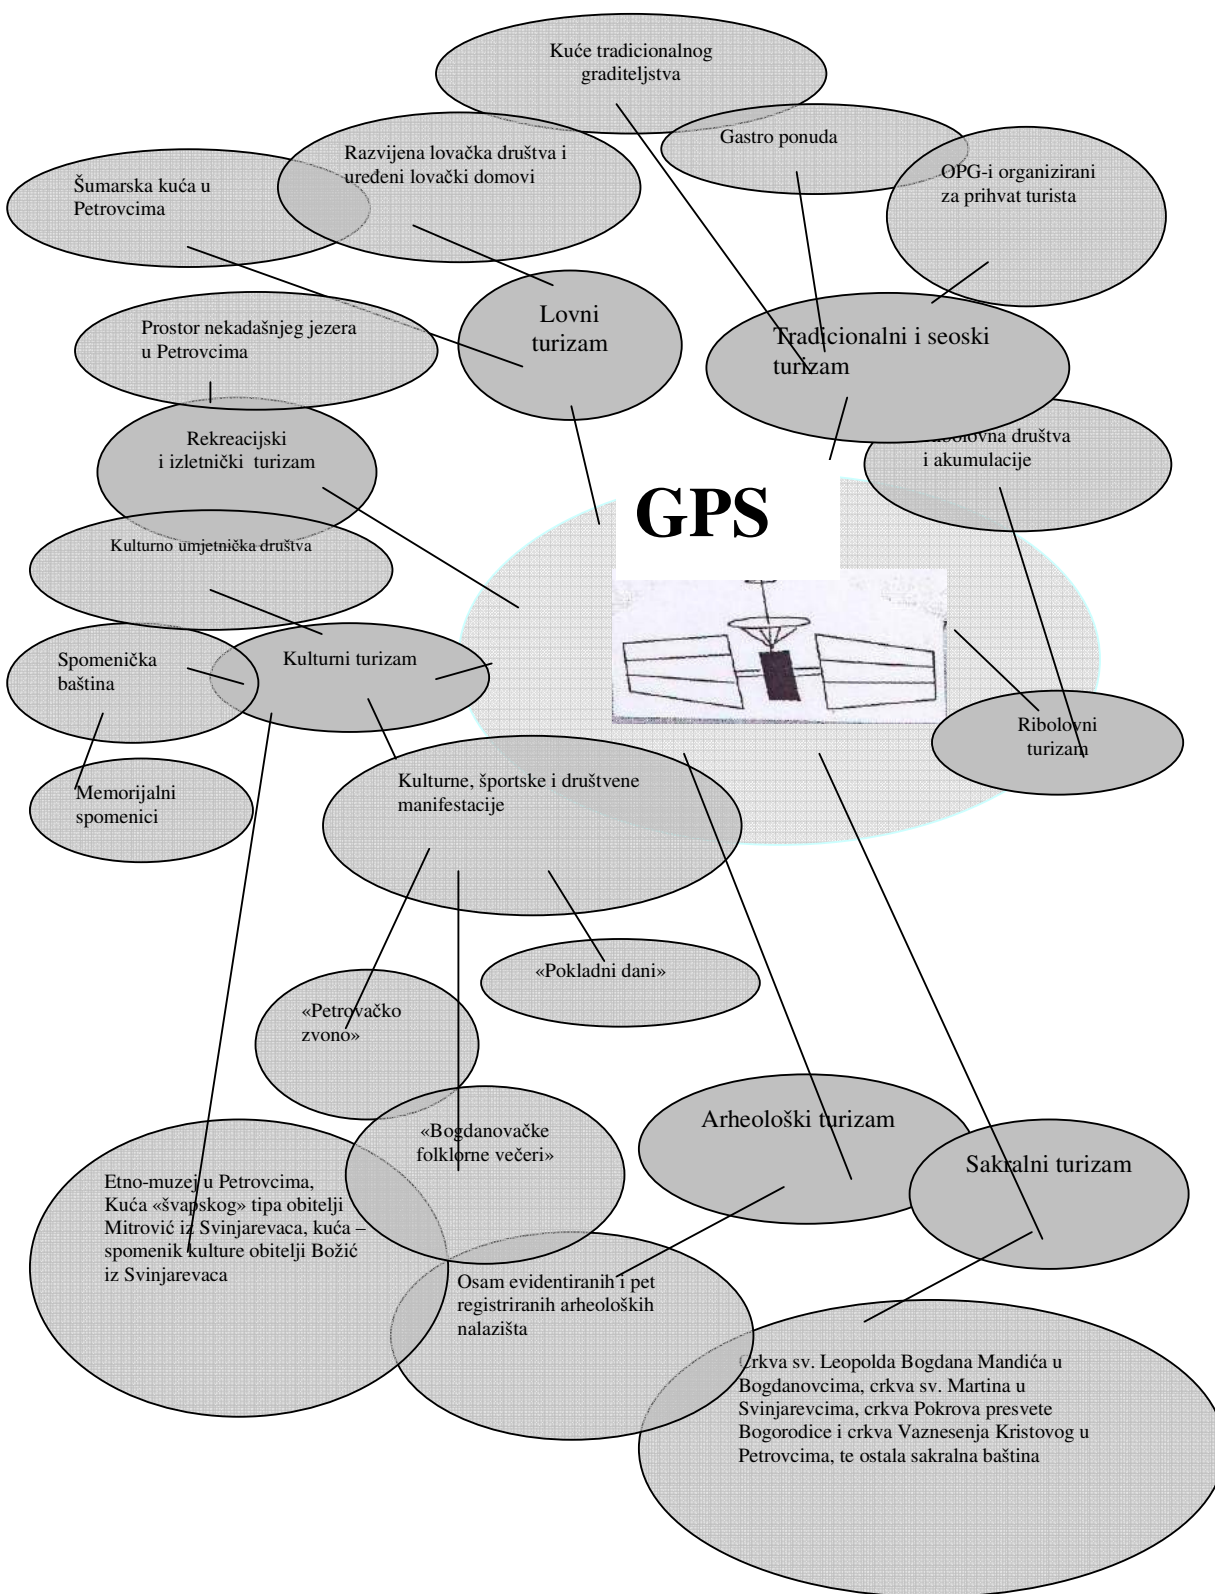 Kuće tradicionalnog
graditeljstva
Gastro ponuda
Razvijena lovačka društva i
uređeni lovački domovi
OPG-i organizirani
za prihvat turista
Šumarska kuća u
Petrovcima
Lovni
turizam
Tradicionalni i seoski
turizam
Prostor nekadašnjeg jezera
u Petrovcima
Rekreacijski
i izletnički turizam
društva
i akumulacije
GPS
Kulturno umjetnička društva
Spomenička
baština
Kulturni turizam
Ribolovni
turizam
Memorijalni
spomenici
Kulturne, športske i društvene
manifestacije
«Pokladni dani»
«Petrovačko
zvono»
«Bogdanovačke
folklorne večeri»
Arheološki turizam
Sakralni turizam
Etno-muzej u Petrovcima,
Kuća «švapskog» tipa obitelji
Mitrović iz Svinjarevaca, kuća –
spomenik kulture obitelji Božić
iz Svinjarevaca
Osam evidentiranih i pet
registriranih arheoloških
nalazišta
Crkva sv. Leopolda Bogdana Mandića u
Bogdanovcima, crkva sv. Martina u
Svinjarevcima, crkva Pokrova presvete
Bogorodice i crkva Vaznesenja Kristovog u
Petrovcima, te ostala sakralna baština